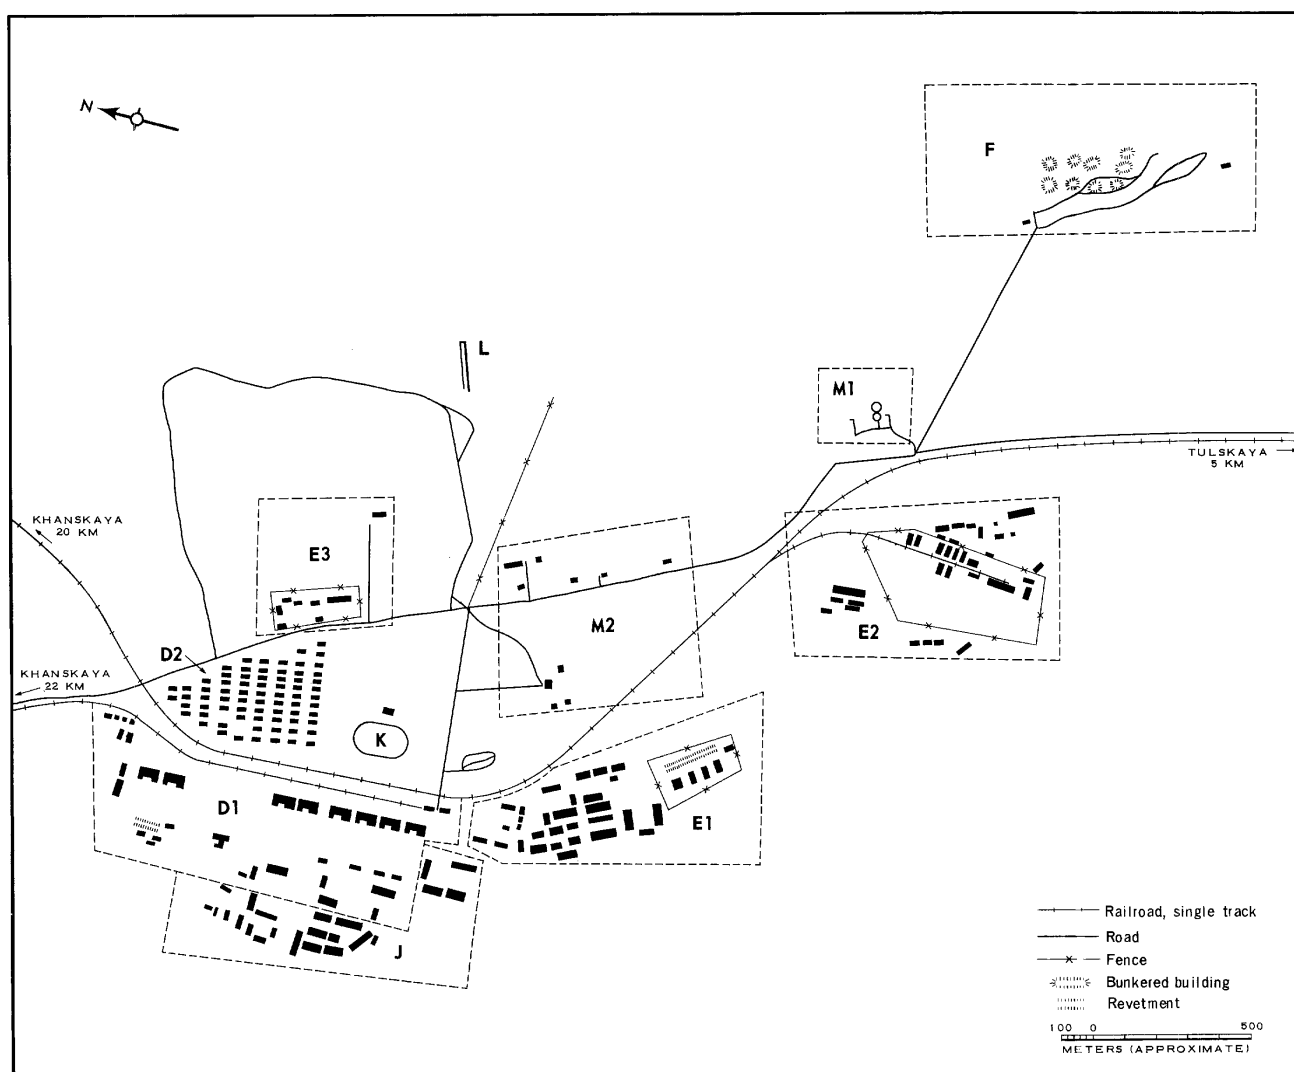 N
F
L
M1
TULSKAYA
5 KM
KHANSKAYA
20 KM
E3
E2
M2
D2
KHANSKAYA
22 KM
K
D1
E1
J
Railroad, single track
Road
Fence
Bunkered building
Revetment
100 0 500
METERS (APPROXIMATE)